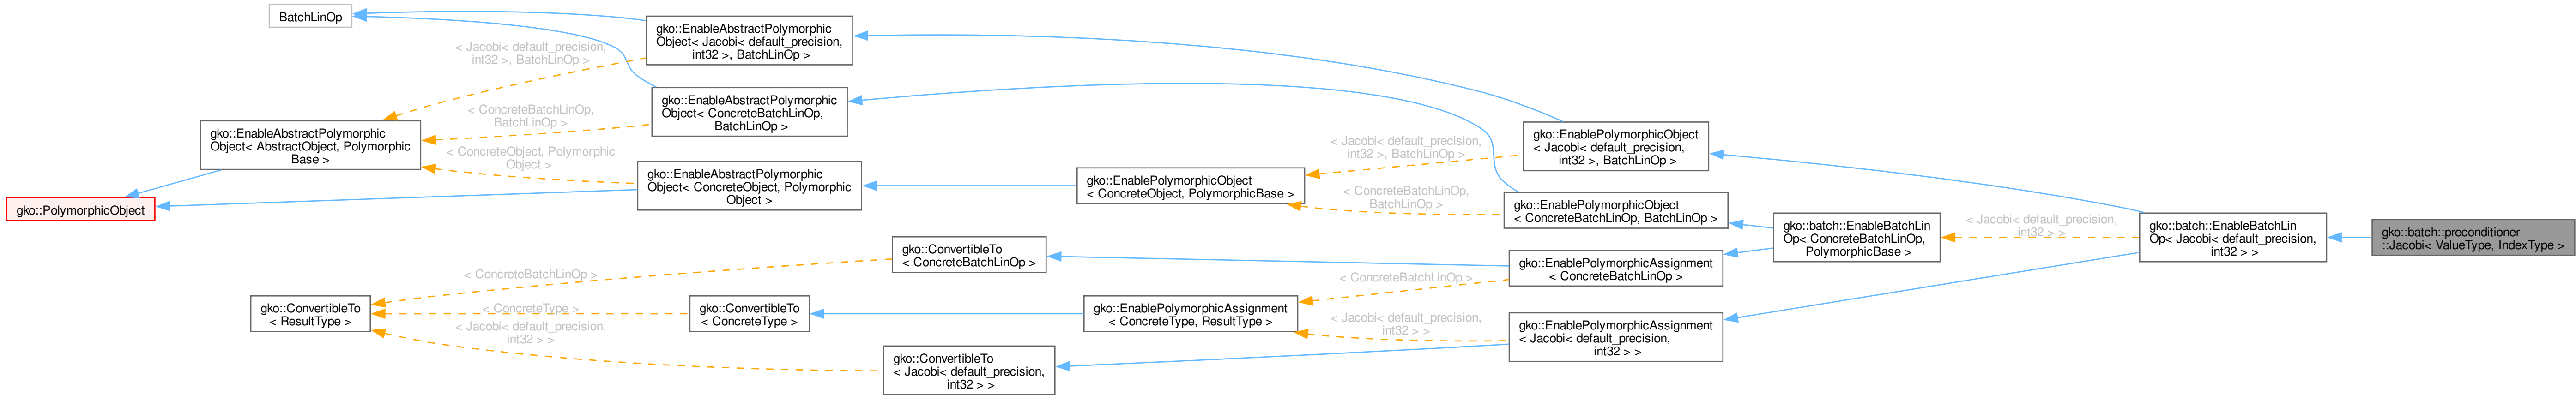 BatchLinOp
gko::EnableAbstractPolymorphic
Object< Jacobi< default_precision,
int32 >, BatchLinOp >
< Jacobi< default_precision,
int32 >, BatchLinOp >
gko::EnableAbstractPolymorphic
Object< ConcreteBatchLinOp,
BatchLinOp >
< ConcreteBatchLinOp,
BatchLinOp >
gko::EnableAbstractPolymorphic
Object< AbstractObject, Polymorphic
Base >
< ConcreteObject, Polymorphic
Object >
gko::EnableAbstractPolymorphic
Object< ConcreteObject, Polymorphic
Object >
gko::PolymorphicObject
gko::EnablePolymorphicObject
< ConcreteObject, PolymorphicBase >
< Jacobi< default_precision,
int32 >, BatchLinOp >
gko::EnablePolymorphicObject
< Jacobi< default_precision,
int32 >, BatchLinOp >
< ConcreteBatchLinOp,
BatchLinOp >
gko::EnablePolymorphicObject
< ConcreteBatchLinOp, BatchLinOp >
gko::batch::EnableBatchLin
Op< ConcreteBatchLinOp,
PolymorphicBase >
< Jacobi< default_precision,
int32 > >
gko::batch::EnableBatchLin
Op< Jacobi< default_precision,
int32 > >
gko::batch::preconditioner
::Jacobi< ValueType, IndexType >
gko::ConvertibleTo
< ConcreteBatchLinOp >
< ConcreteBatchLinOp >
gko::EnablePolymorphicAssignment
< ConcreteBatchLinOp >
< ConcreteBatchLinOp >
gko::ConvertibleTo
< ResultType >
< ConcreteType >
gko::ConvertibleTo
< ConcreteType >
gko::EnablePolymorphicAssignment
< ConcreteType, ResultType >
< Jacobi< default_precision,
int32 > >
gko::EnablePolymorphicAssignment
< Jacobi< default_precision,
int32 > >
< Jacobi< default_precision,
int32 > >
gko::ConvertibleTo
< Jacobi< default_precision,
int32 > >